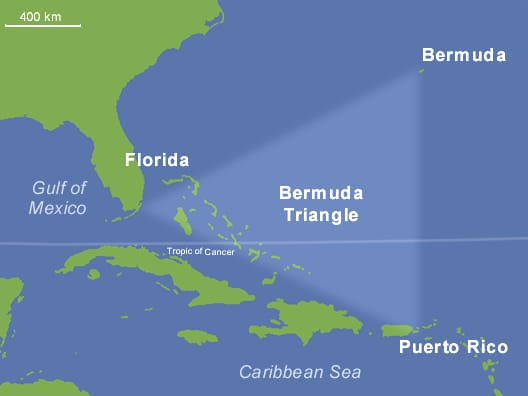 400 km
Bermuda
Florida
Gulf of
Mexico
Bermuda
Triangle
Tropic of Cancer
Puerto Rico
Caribbean Sea